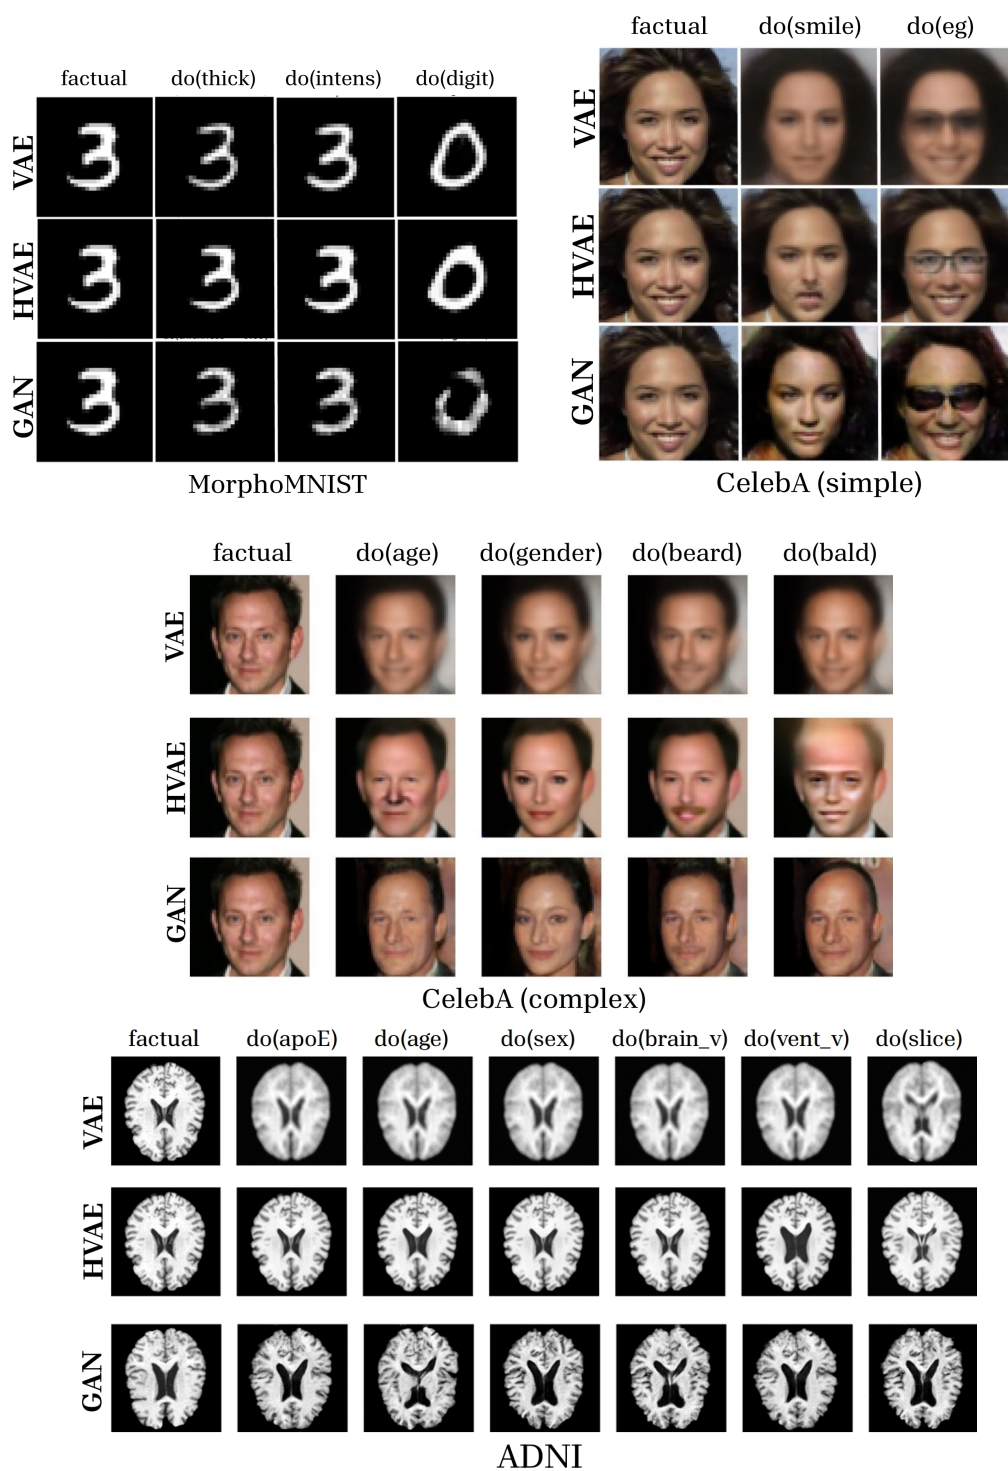 factual do(thick) do(intens) do(digit)
VAE
HVAE
GAN
MorphoMNIST
factual do(smile) do(eg)
VAE
HVAE
GAN
CelebA (simple)
factual do(age) do(gender) do(beard) do(bald)
VAE
HVAE
GAN
CelebA (complex)
factual do(apoE) do(age) do(sex) do(brain_v) do(vent_v) do(slice)
VAE
HVAE
GAN
ADNI